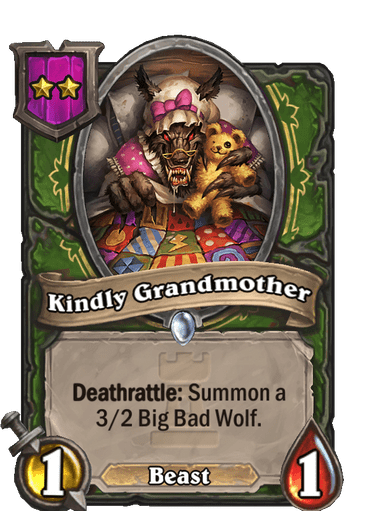 Kindly Grandmother
Deathrattle: Summon a
3/2 Big Bad Wolf.
1
Beast
1